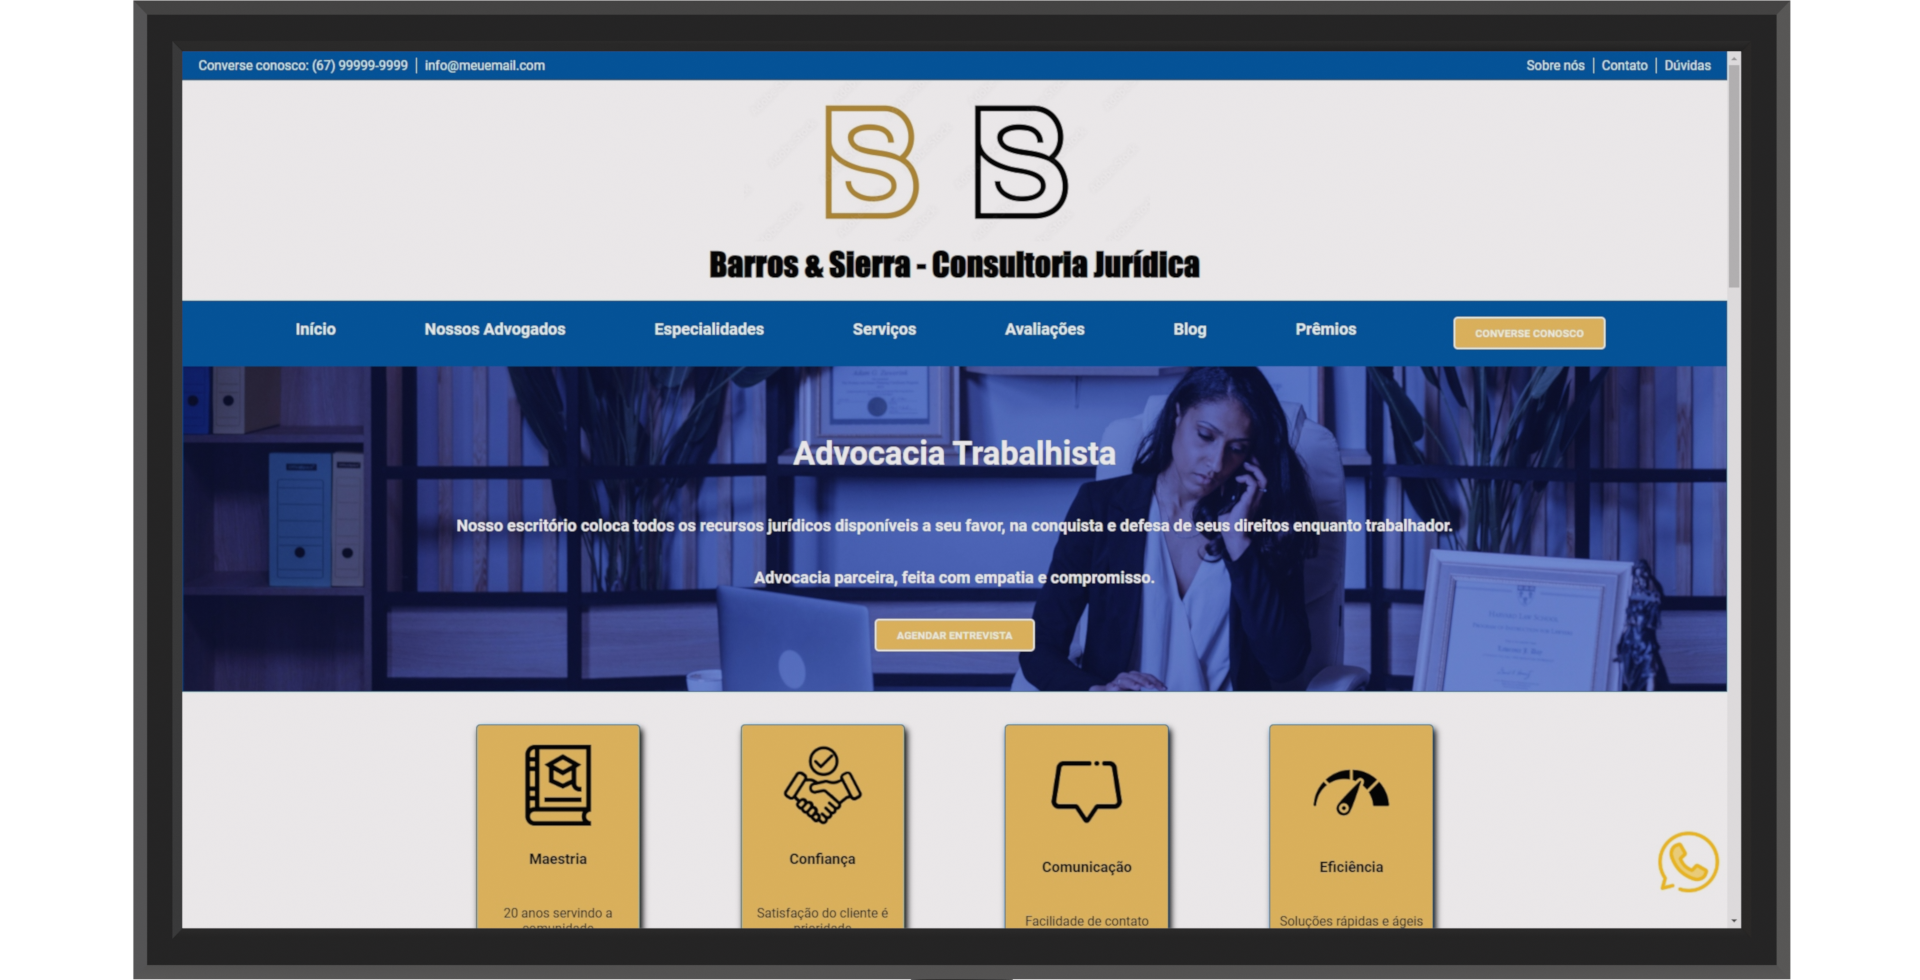 Converse conosco: (67) 99999-9999 | info@meuemail.com
Sobre nós | Contato | Dúvidas
BS BS
Barros & Sierra - Consultoria Jurídica
Início Nossos Advogados Especialidades Serviços Avaliações Blog Prêmios CONVERSE CONOSCO
Advocacia Trabalhista
Nosso escritório coloca todos os recursos jurídicos disponíveis a seu favor, na conquista e defesa de seus direitos enquanto trabalhador.
Advocacia parceira, feita com empatia e compromisso.
AGENDAR ENTREVISTA
Maestria
20 anos servindo a
comunidade
Confiança
Satisfação do cliente é
prioridade
Comunicação
Facilidade de contato
Eficiência
Soluções rápidas e ágeis